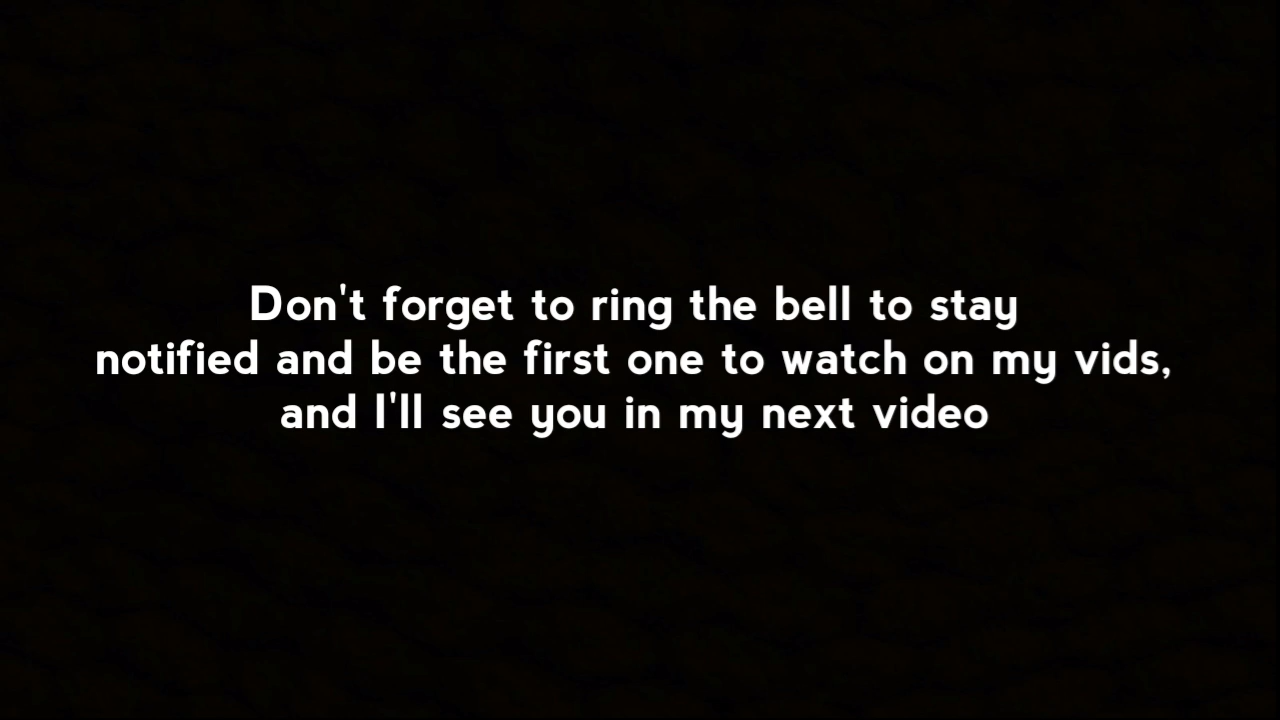 Don't forget to ring the bell to stay
notified and be the first one to watch on my vids,
and I'll see you in my next video